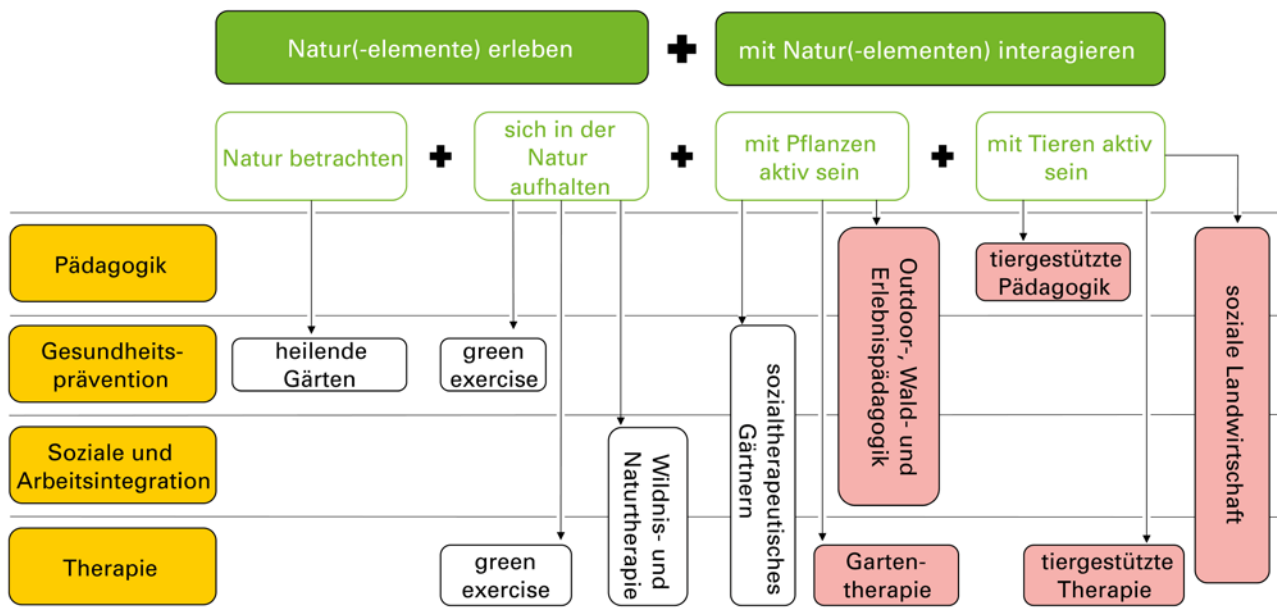 Natur(-elemente) erleben
mit Natur(-elementen) interagieren
Natur betrachten
sich in der
Natur
aufhalten
mit Pflanzen
aktiv sein
mit Tieren aktiv
sein
Pädagogik
Outdoor-, Wald- und
Erlebnispädagogik
tiergestützte
Pädagogik
soziale Landwirtschaft
Gesundheits-
prävention
heilende
Gärten
green
exercise
sozialtherapeutisches
Gärtnern
Soziale und
Arbeitsintegration
Wildnis- und
Naturtherapie
Therapie
green
exercise
Garten-
therapie
tiergestützte
Therapie